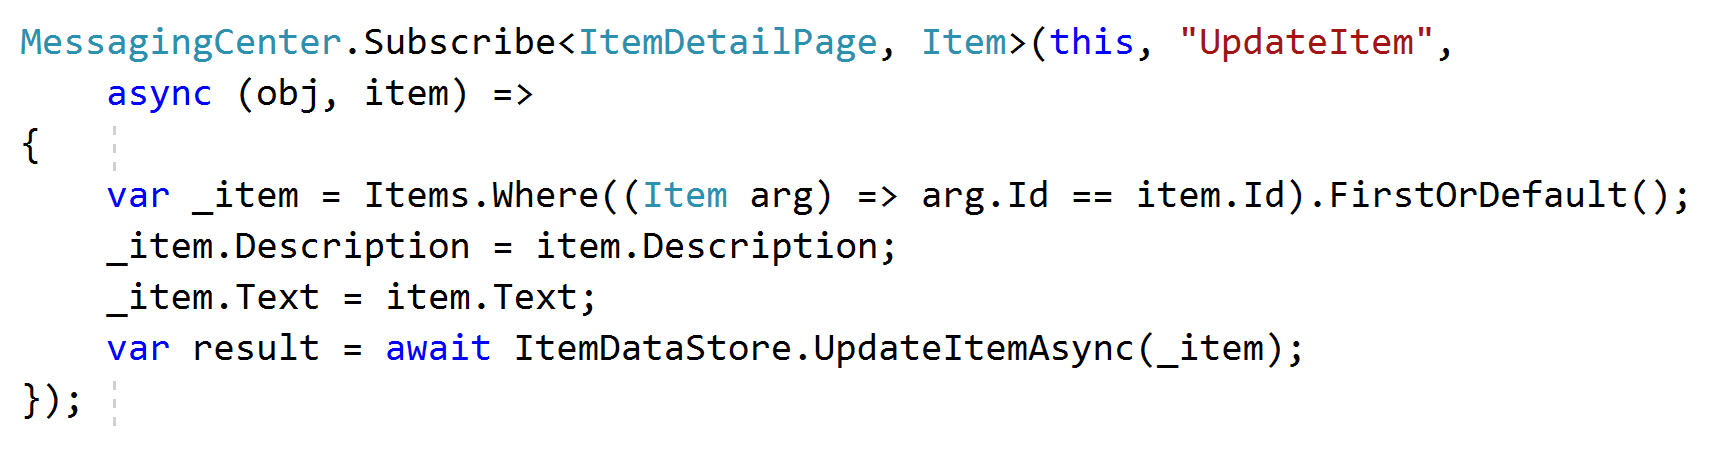 MessagingCenter.Subscribe<ItemDetailPage, Item>(this, "UpdateItem",
    async (obj, item) =>
{
    var _item = Items.Where((Item arg) => arg.Id == item.Id).FirstOrDefault();
    _item.Description = item.Description;
    _item.Text = item.Text;
    var result = await ItemDataStore.UpdateItemAsync(_item);
});